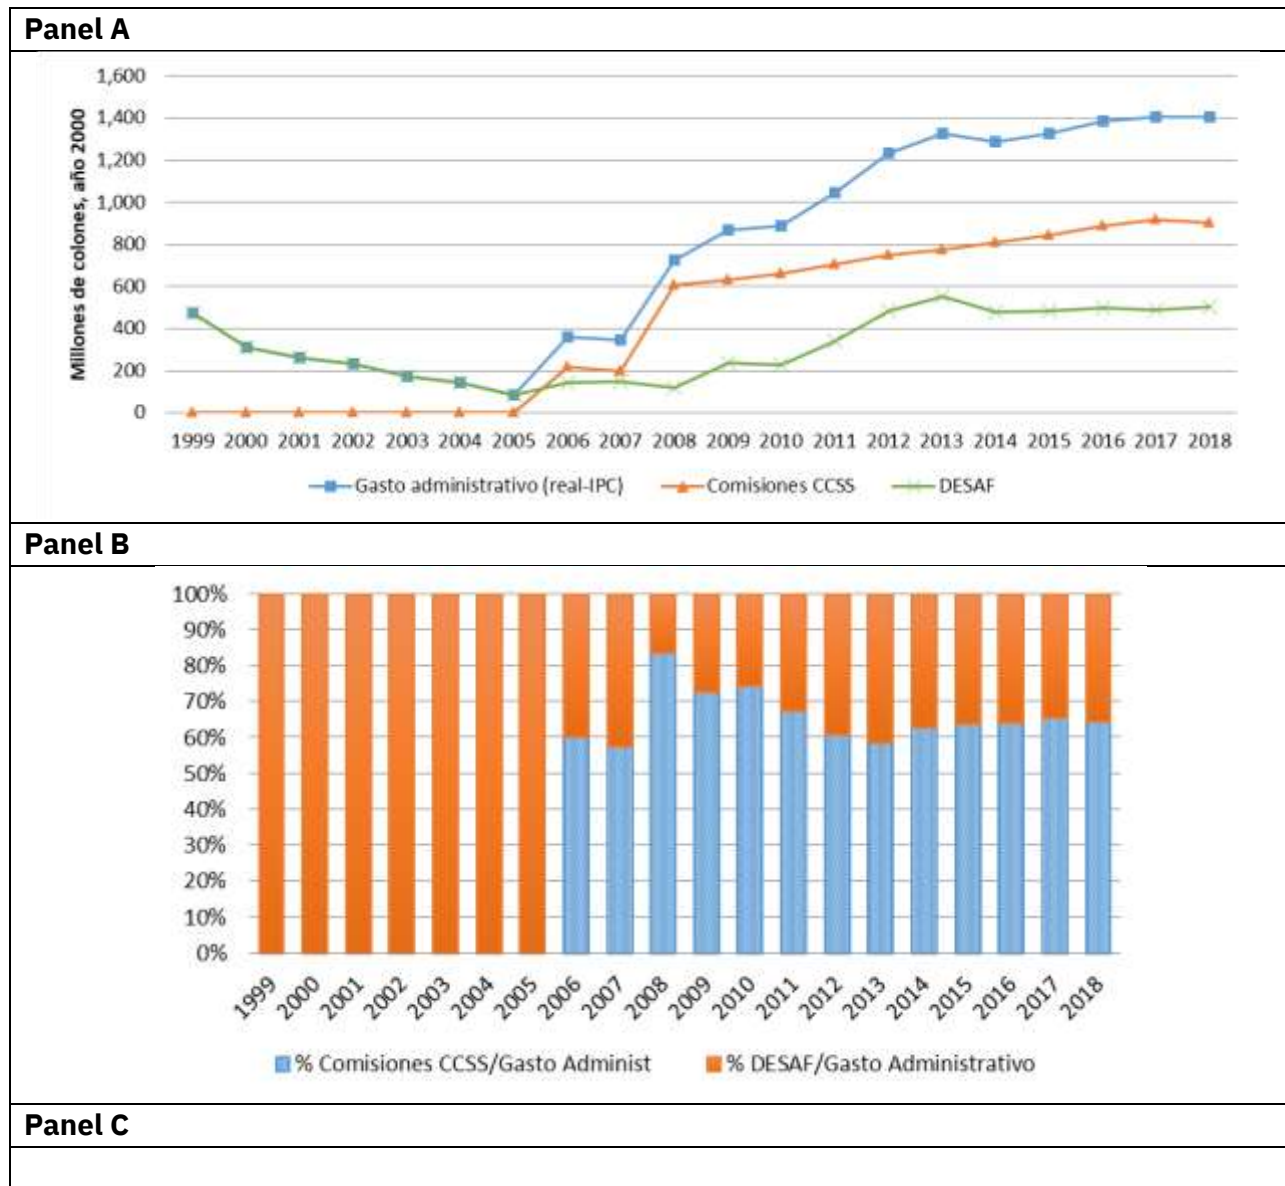 Panel A
Millones de colones, año 2000
1,600
1,400
1,200
1,000
800
600
400
200
0
1999 2000 2001 2002 2003 2004 2005 2006 2007 2008 2009 2010 2011 2012 2013 2014 2015 2016 2017 2018
Gasto administrativo (real-IPC) Comisiones CCSS DESAF
Panel B
100%
90%
80%
70%
60%
50%
40%
30%
20%
10%
0%
1999 2000 2001 2002 2003 2004 2005 2006 2007 2008 2009 2010 2011 2012 2013 2014 2015 2016 2017 2018
% Comisiones CCSS/Gasto Administ % DESAF/Gasto Administrativo
Panel C